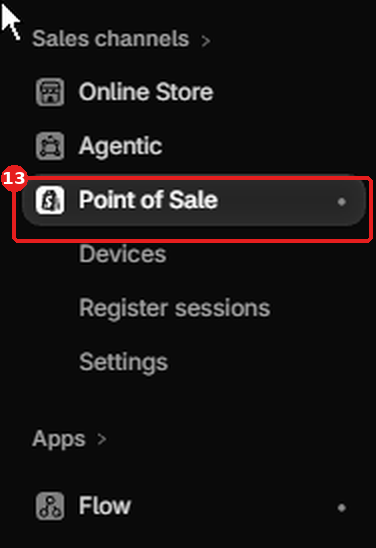 Sales channels >
Online Store
Agentic
13
Point of Sale
Devices
Register sessions
Settings
Apps >
Flow